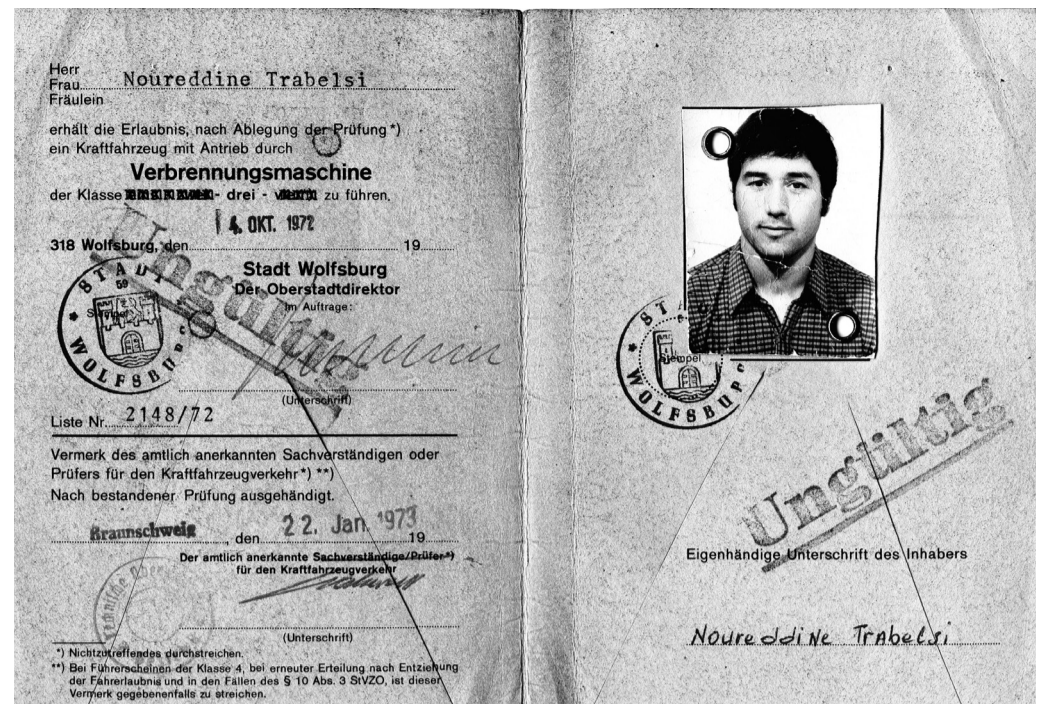 Herr
Frau Noureddine Trabelsi
Fräulein
erhält die Erlaubnis, nach Ablegung der Prüfung *)
ein Kraftfahrzeug mit Antrieb durch
Verbrennungsmaschine
der Klasse - drei - zu führen.
4. OKT. 1972
318 Wolfsburg, den 19
Ungültig
STADT
59
Stempel
WOLFSBURG
Stadt Wolfsburg
Der Oberstadtdirektor
Im Auftrage:
(Unterschrift)
Liste Nr. 2148/72
Vermerk des amtlich anerkannten Sachverständigen oder
Prüfers für den Kraftfahrzeugverkehr *) **)
Nach bestandener Prüfung ausgehändigt.
Braunschweig, den 22. Jan. 1973 19
Der amtlich anerkannte Sachverständige/Prüfer*)
für den Kraftfahrzeugverkehr
(Unterschrift)
*) Nichtzutreffendes durchstreichen.
**) Bei Führerscheinen der Klasse 4, bei erneuter Erteilung nach Entziehung
der Fahrerlaubnis und in den Fällen des § 10 Abs. 3 StVZO, ist dieser
Vermerk gegebenenfalls zu streichen.
Stempel
WOLFSBURG
Ungültig
Eigenhändige Unterschrift des Inhabers
Noureddine Trabelsi